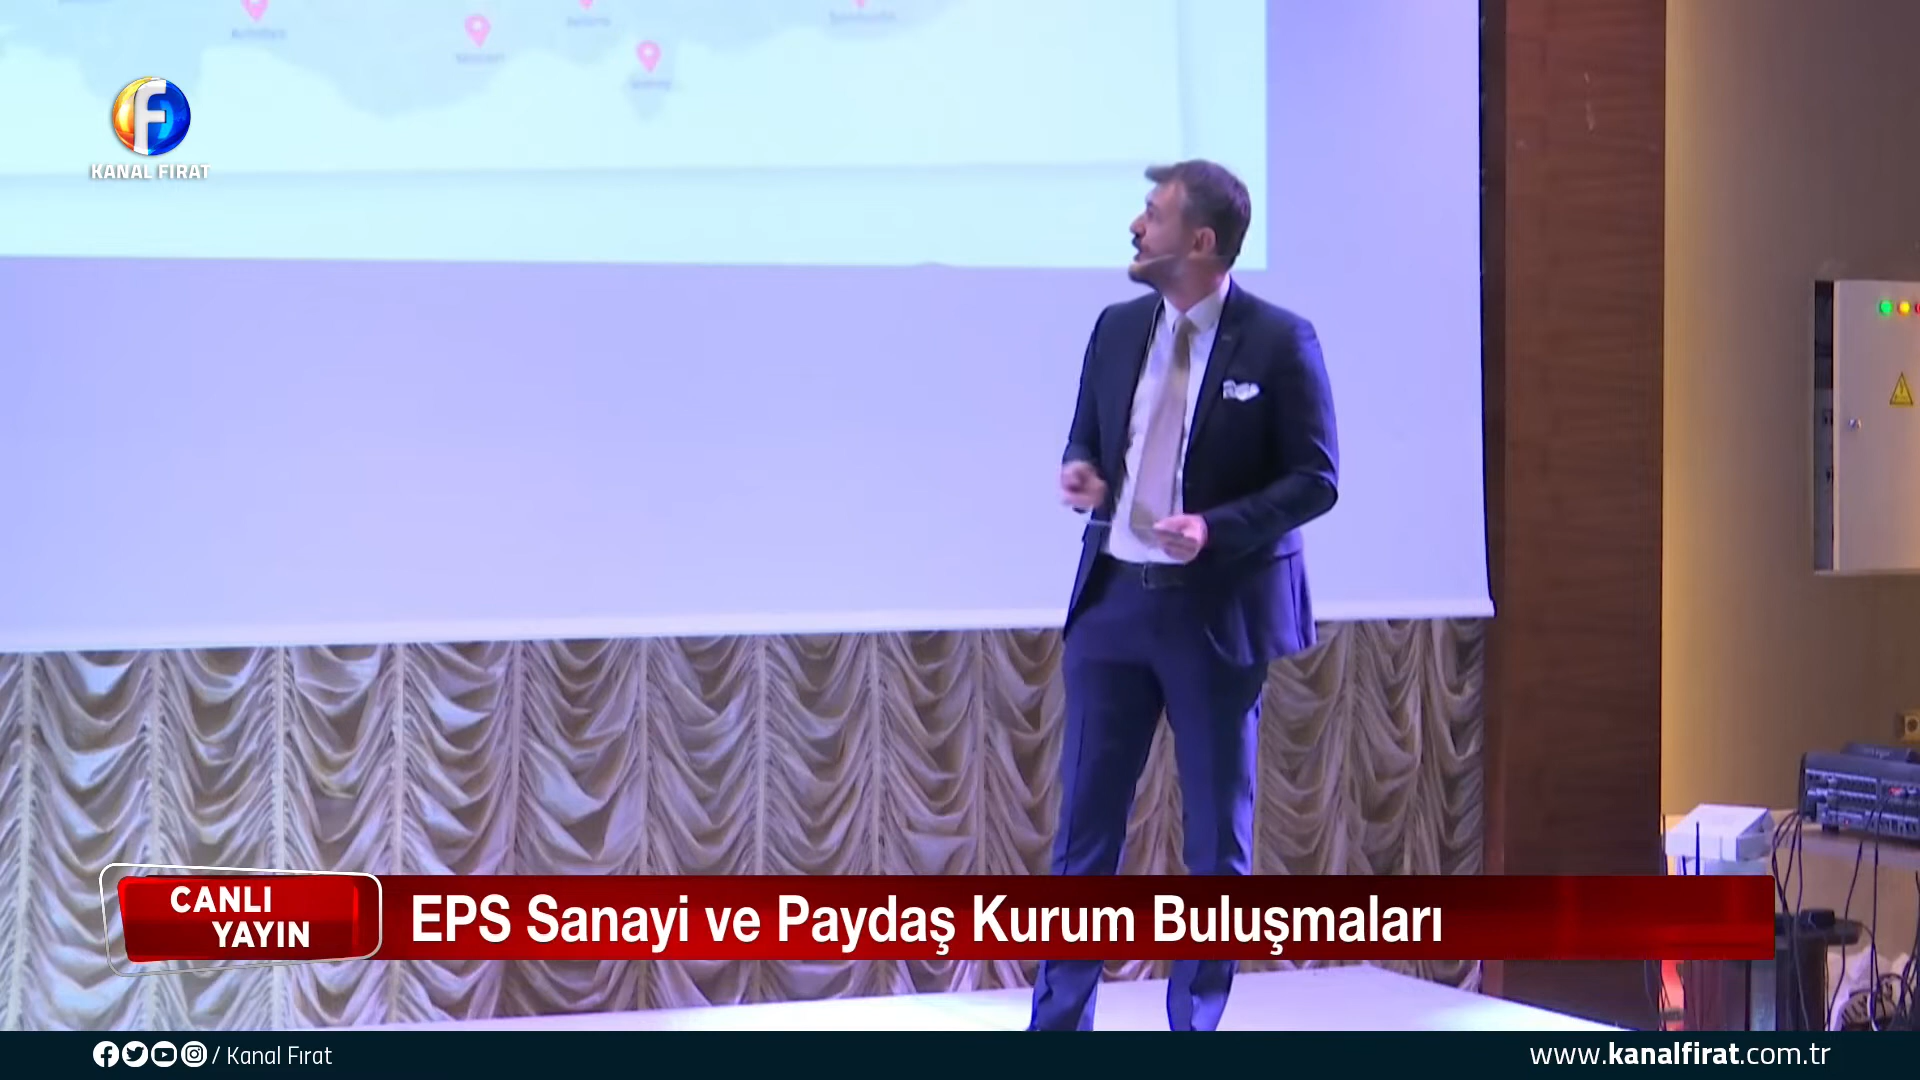 KANAL FIRAT
CANLI
YAYIN
EPS Sanayi ve Paydaş Kurum Buluşmaları
/ Kanal Fırat
www.kanalfirat.com.tr